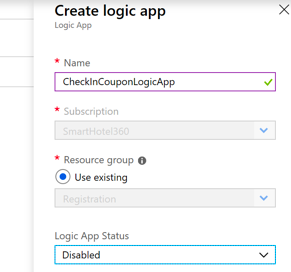 Create logic app
Logic App
* Name
CheckInCouponLogicApp
* Subscription
SmartHotel360
* Resource group
Use existing
Registration
Logic App Status
Disabled